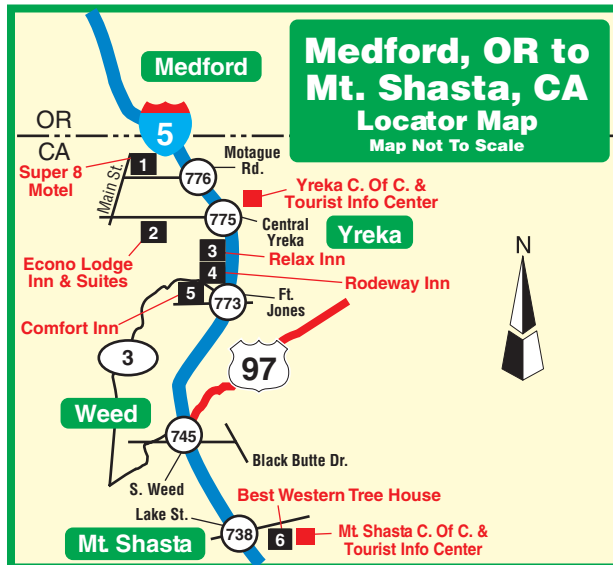 Medford, OR to
Mt. Shasta, CA
Locator Map
Map Not To Scale
Medford
OR
CA
5
Super 8
Motel
1
Main St.
Motague
Rd.
776
Yreka C. Of C. &
Tourist Info Center
775
Central
Yreka
Yreka
2
Econo Lodge
Inn & Suites
3
Relax Inn
4
Rodeway Inn
5
Comfort Inn
773
Ft.
Jones
N
3
97
Weed
745
S. Weed
Black Butte Dr.
Best Western Tree House
Lake St.
738
6
Mt. Shasta
Mt. Shasta C. Of C. &
Tourist Info Center